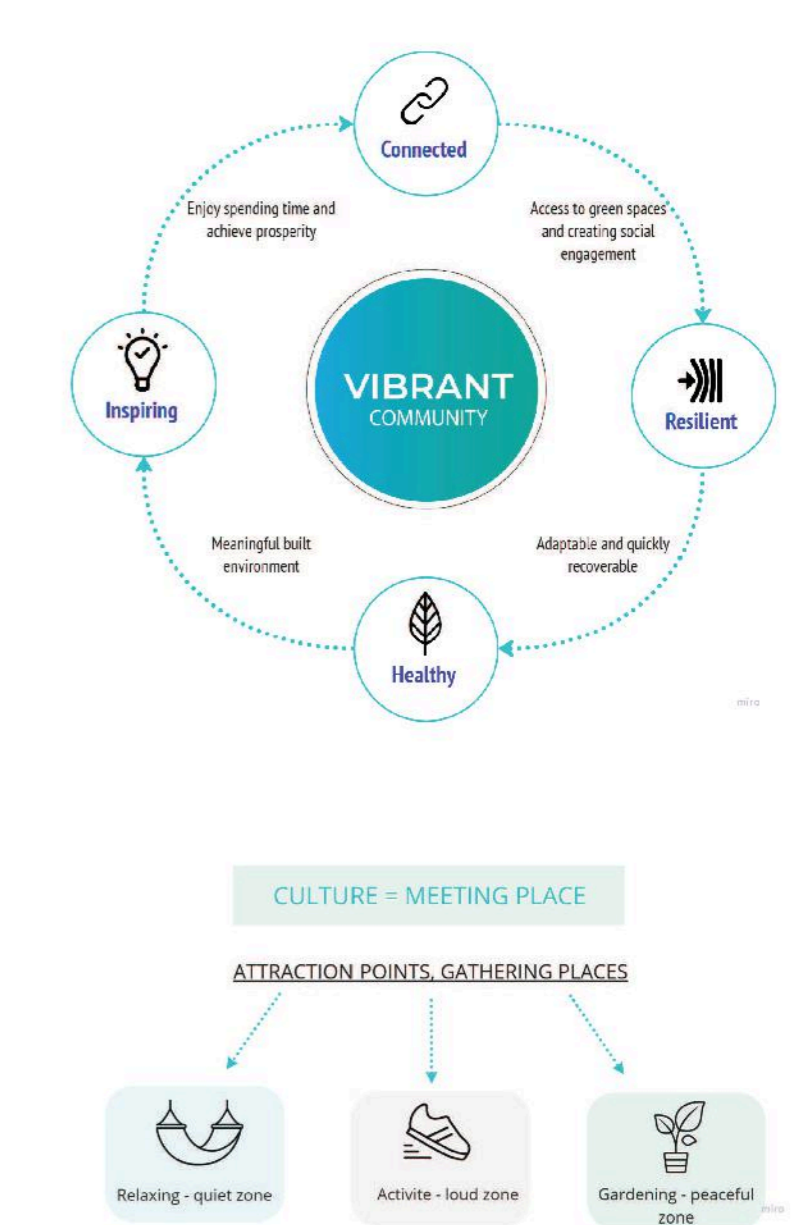 Connected
Enjoy spending time and
achieve prosperity
Access to green spaces
and creating social
engagement
VIBRANT
COMMUNITY
Inspiring
Resilient
Meaningful built
environment
Adaptable and quickly
recoverable
Healthy
miro
CULTURE = MEETING PLACE
ATTRACTION POINTS, GATHERING PLACES
Relaxing - quiet zone
Activite - loud zone
Gardening - peaceful
zone
miro